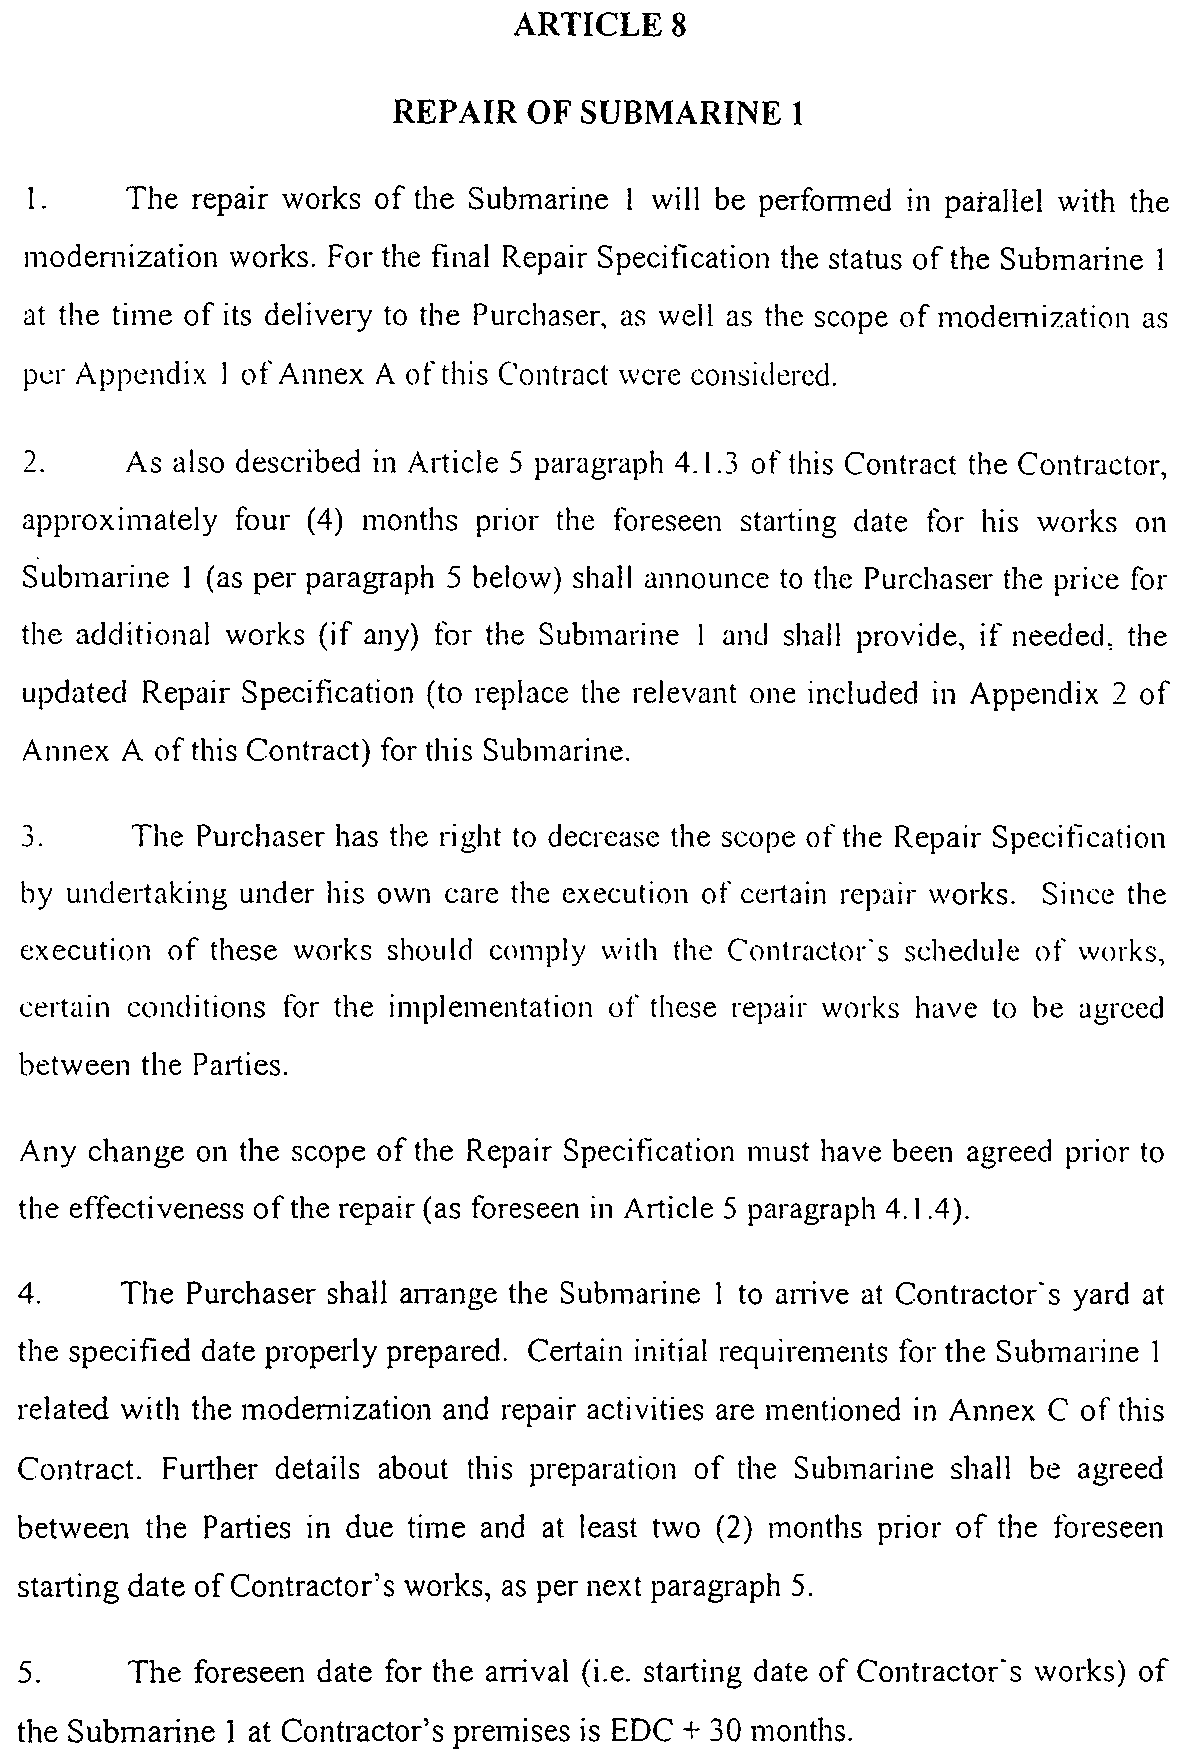 ARTICLE 8
REPAIR OF SUBMARINE 1
1. The repair works of the Submarine 1 will be performed in parallel with the
modernization works. For the final Repair Specification the status of the Submarine 1
at the time of its delivery to the Purchaser, as well as the scope of modernization as
per Appendix 1 of Annex A of this Contract were considered.
2. As also described in Article 5 paragraph 4.1.3 of this Contract the Contractor,
approximately four (4) months prior the foreseen starting date for his works on
Submarine 1 (as per paragraph 5 below) shall announce to the Purchaser the price for
the additional works (if any) for the Submarine 1 and shall provide, if needed, the
updated Repair Specification (to replace the relevant one included in Appendix 2 of
Annex A of this Contract) for this Submarine.
3. The Purchaser has the right to decrease the scope of the Repair Specification
by undertaking under his own care the execution of certain repair works. Since the
execution of these works should comply with the Contractor's schedule of works,
certain conditions for the implementation of these repair works have to be agreed
between the Parties.
Any change on the scope of the Repair Specification must have been agreed prior to
the effectiveness of the repair (as foreseen in Article 5 paragraph 4.1.4).
4. The Purchaser shall arrange the Submarine 1 to arrive at Contractor's yard at
the specified date properly prepared. Certain initial requirements for the Submarine 1
related with the modernization and repair activities are mentioned in Annex C of this
Contract. Further details about this preparation of the Submarine shall be agreed
between the Parties in due time and at least two (2) months prior of the foreseen
starting date of Contractor's works, as per next paragraph 5.
5. The foreseen date for the arrival (i.e. starting date of Contractor's works) of
the Submarine 1 at Contractor's premises is EDC + 30 months.